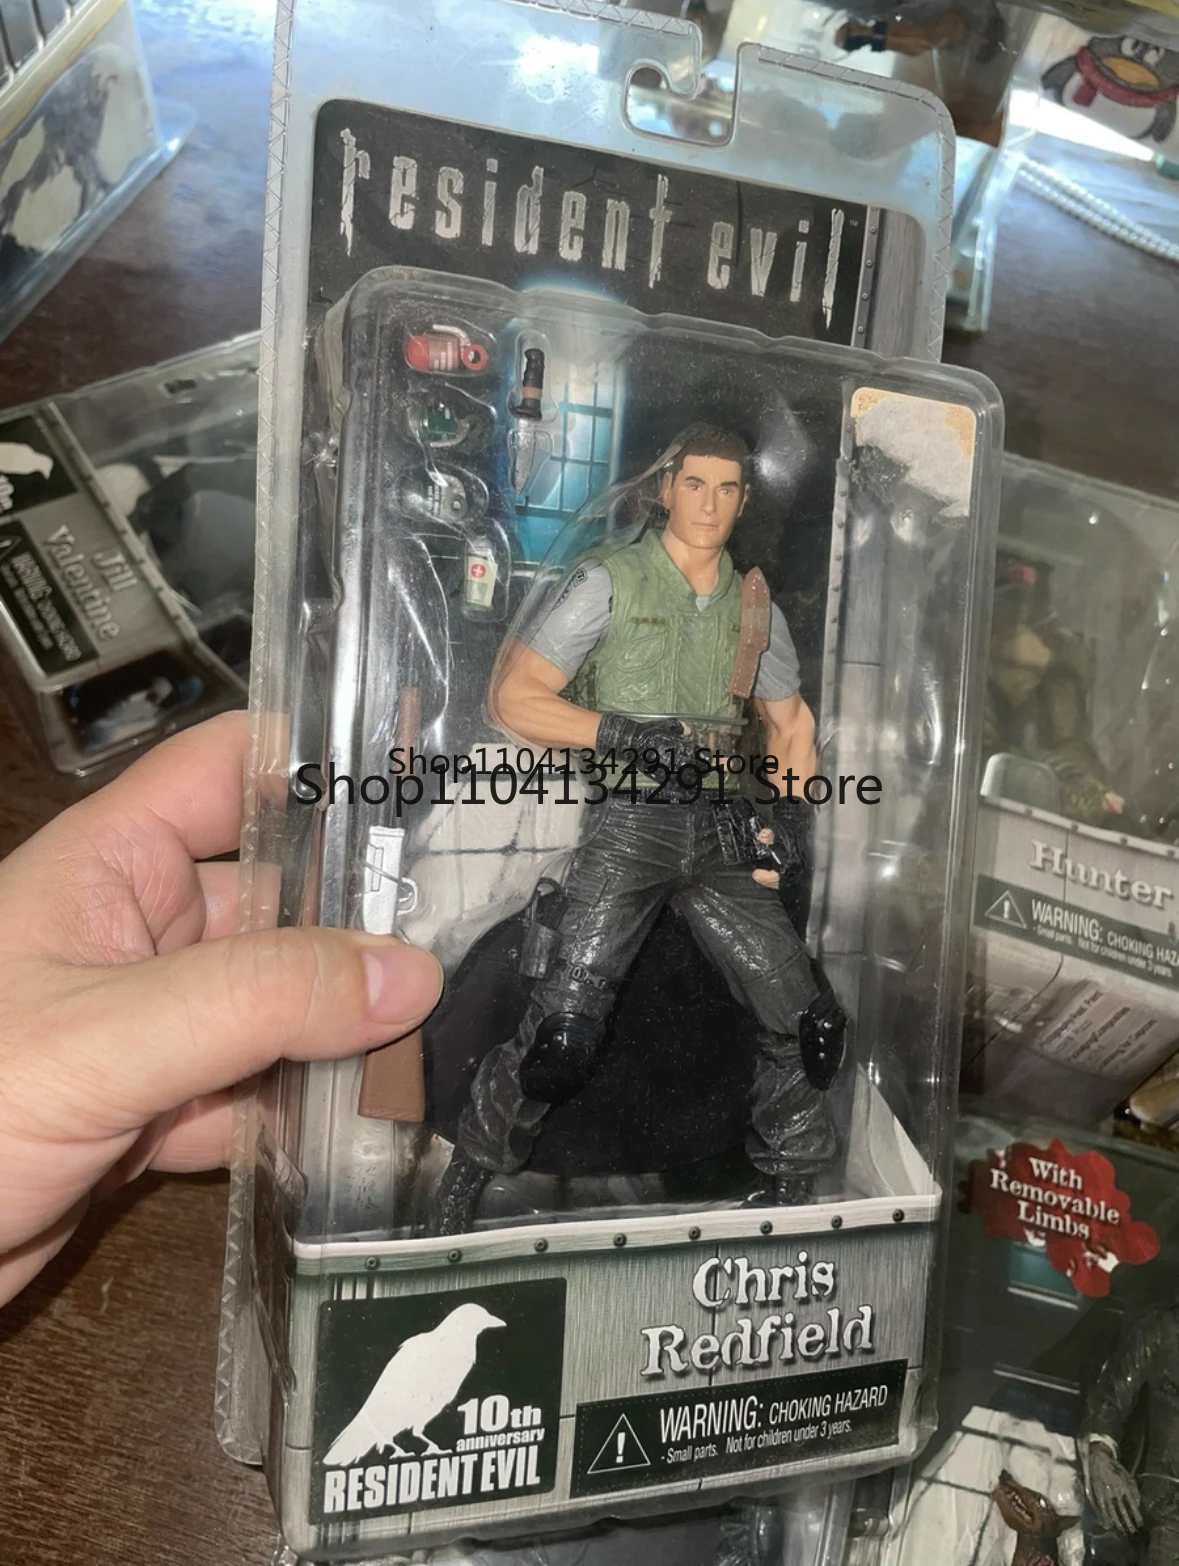 resident evil
Shop1104134291 Store
Shop1104134291 Store
Jill
Valentine
Hunter
WARNING: CHOKING HAZA
With
Removable
Limbs
Chris
Redfield
10th
anniversary
RESIDENT EVIL
WARNING: CHOKING HAZARD
- Small parts. Not for children under 3 years.